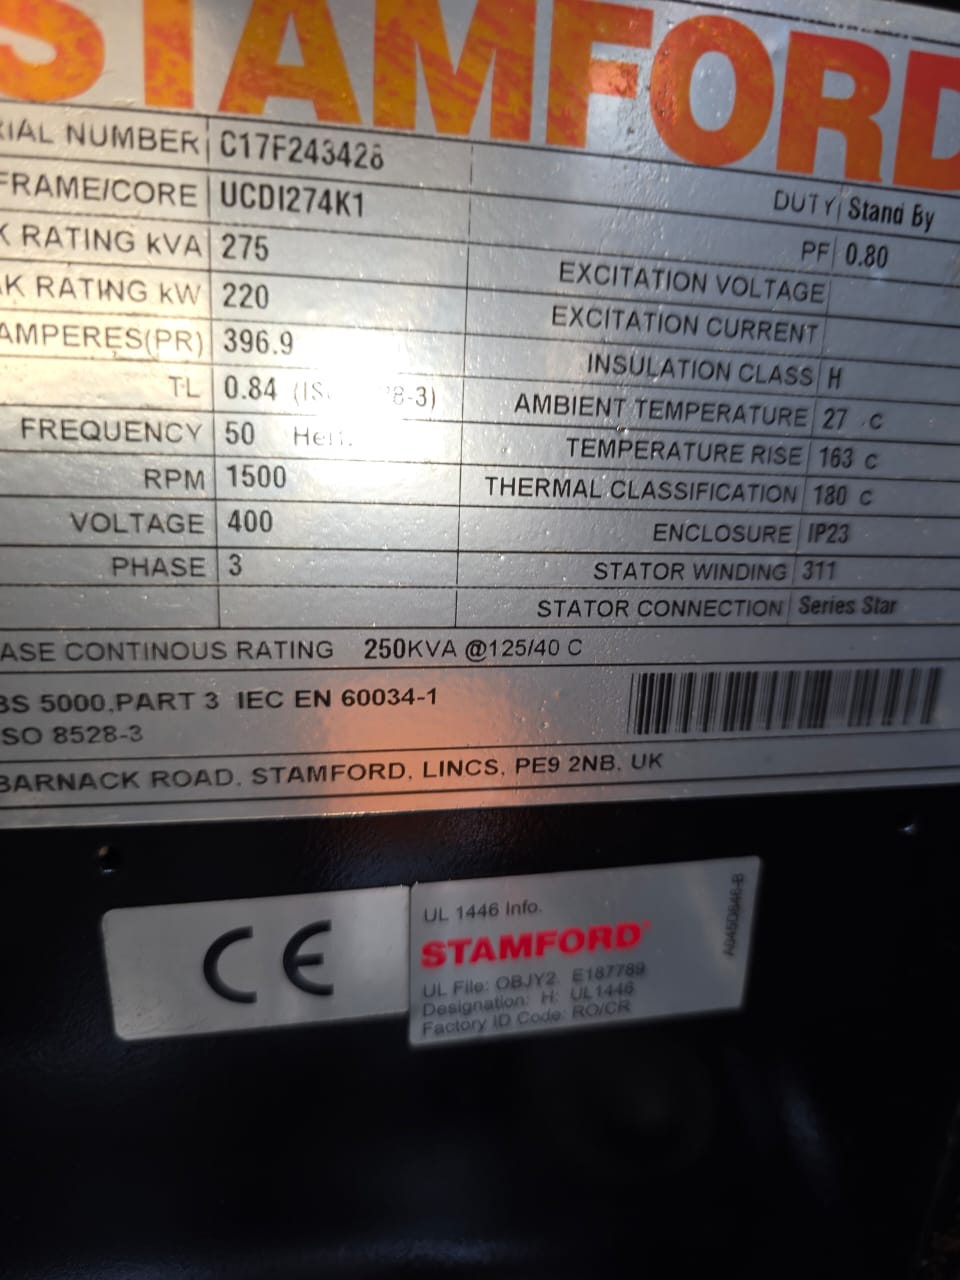 STAMFORD
IAL NUMBER C17F243428
FRAME/CORE UCDI274K1
DUTY Stand By
K RATING kVA 275
PF 0.80
AK RATING kW 220
EXCITATION VOLTAGE
AMPERES(PR) 396.9
EXCITATION CURRENT
TL 0.84 8-3)
INSULATION CLASS H
FREQUENCY 50
AMBIENT TEMPERATURE 27 C
RPM 1500
TEMPERATURE RISE 163 C
VOLTAGE 400
THERMAL CLASSIFICATION 180 C
PHASE 3
ENCLOSURE IP23
STATOR WINDING 311
STATOR CONNECTION Series Star
ASE CONTINOUS RATING 250KVA @125/40 C
BS 5000.PART 3 IEC EN 60034-1
SO 8528-3
BARNACK ROAD, STAMFORD, LINCS, PE9 2NB, UK
CE
UL 1446 Info.
STAMFORD
UL File: OBJY2 E187789
Designation: H: UL1446
Factory ID Code: RO/CR